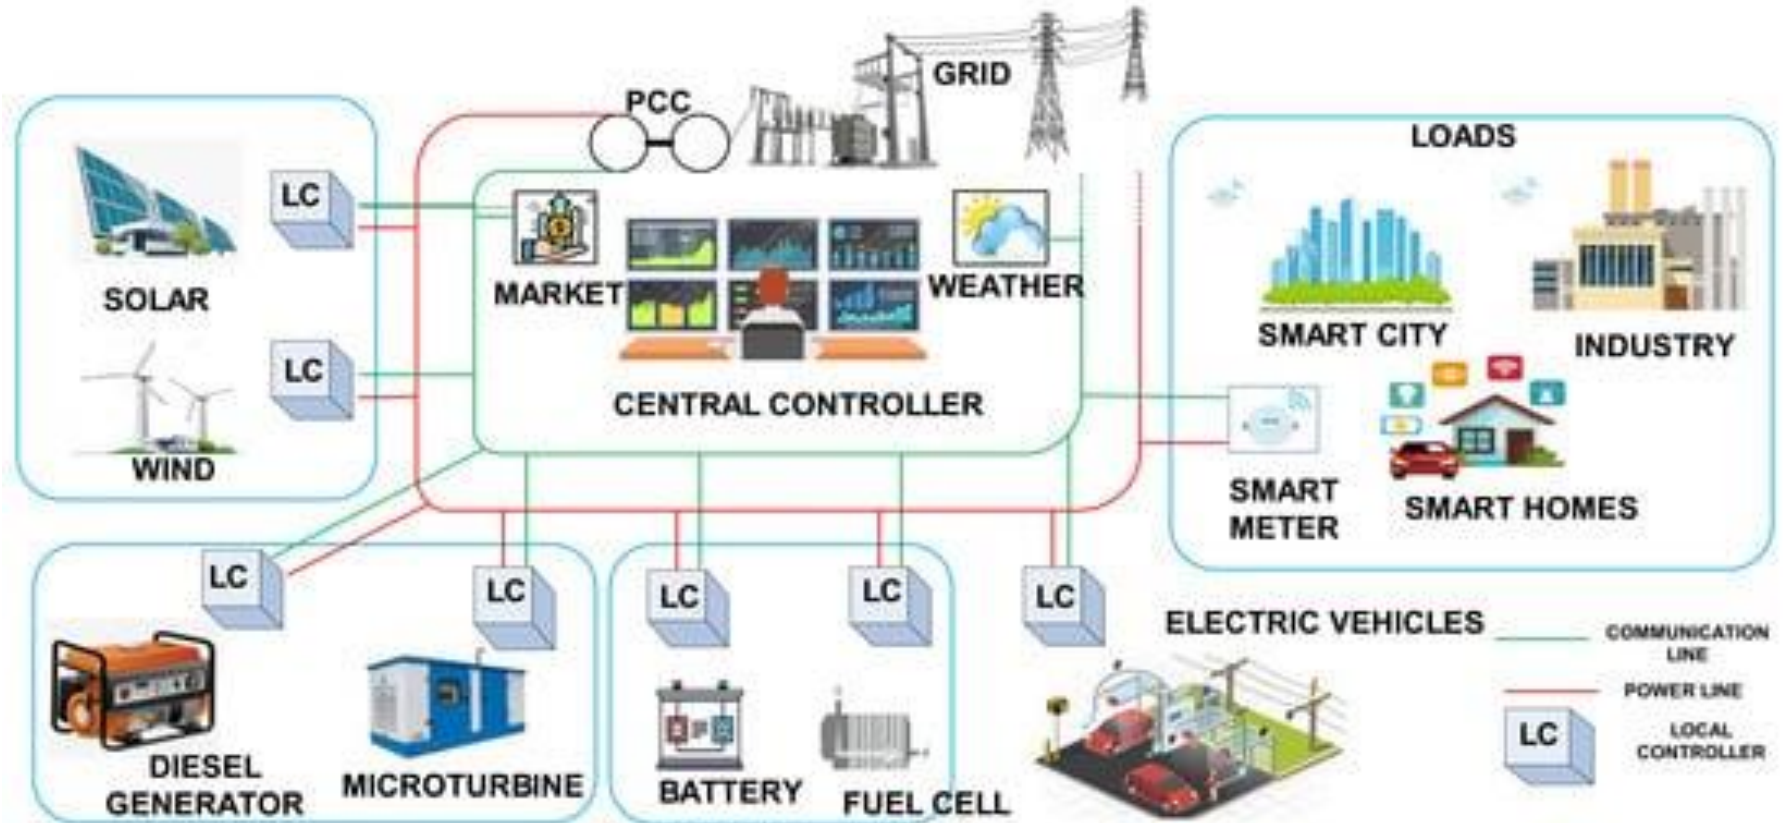 PCC
GRID
LOADS
LC
SOLAR
MARKET
WEATHER
SMART CITY
INDUSTRY
LC
WIND
CENTRAL CONTROLLER
SMART
METER
SMART HOMES
LC
LC
LC
LC
LC
ELECTRIC VEHICLES
COMMUNICATION
LINE
POWER LINE
LC
LOCAL
CONTROLLER
DIESEL
GENERATOR
MICROTURBINE
BATTERY
FUEL CELL